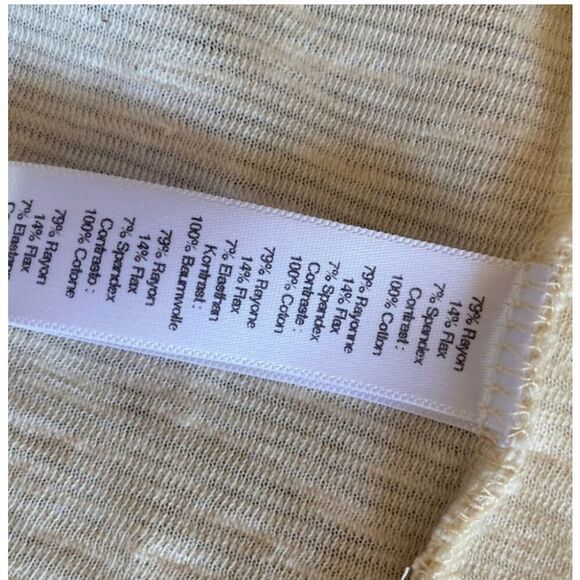 79% Rayon
14% Flax
7% Spandex
Contrast :
100% Cotton
79% Rayonne
14% Flax
7% Spandex
Contraste :
100% Coton
79% Rayone
14% Flax
7% Elasthan
Kontrast :
100% Baumwolle
79% Rayon
14% Flax
7% Spandex
Contrasto :
100% Cotone
79% Rayon
14% Flax
7% Elastan